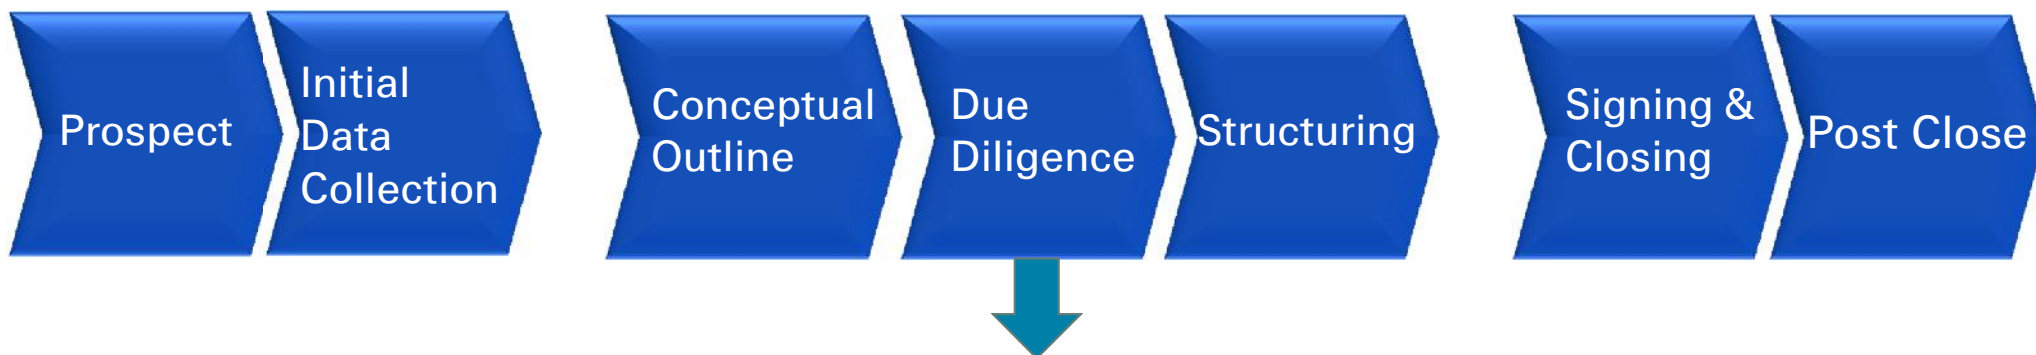 Prospect
Initial
Data
Collection
Conceptual
Outline
Due
Diligence
Structuring
Signing &
Closing
Post Close